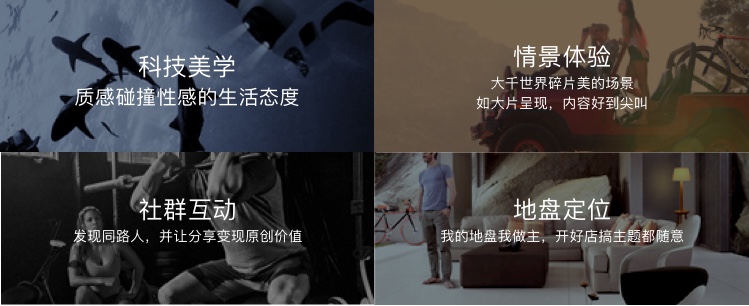 科技美学
质感碰撞性感的生活态度
情景体验
大千世界碎片美的场景
如大片呈现，内容好到尖叫
社群互动
发现同路人，并让分享变现原创价值
地盘定位
我的地盘我做主，开好店搞主题都随意